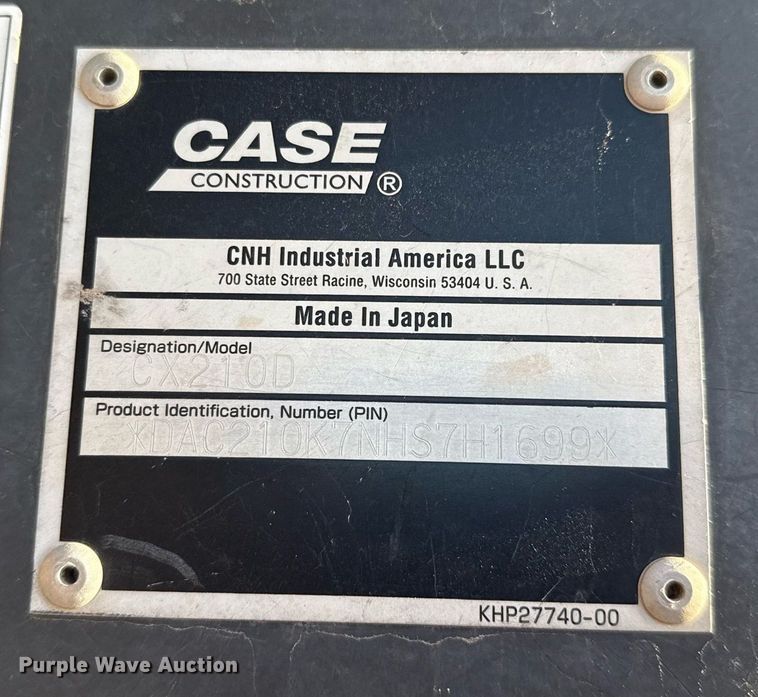 CASE
CONSTRUCTION ®
CNH Industrial America LLC
700 State Street Racine, Wisconsin 53404 U. S. A.
Made In Japan
Designation/Model
CX210D
Product Identification, Number (PIN)
XDAC210K7NHS7H1699X
KHP27740-00
Purple Wave Auction